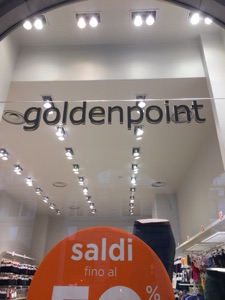 goldenpoint
saldi
fino al
%